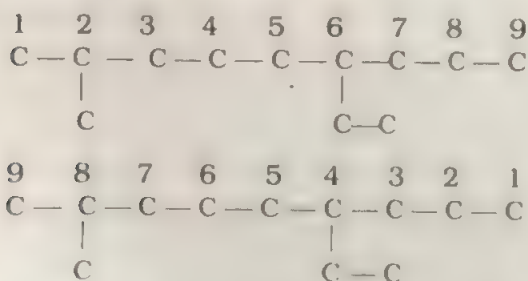 1 2 3 4 5 6 7 8 9
C — C — C — C — C — C — C — C — C
| |
C C—C
9 8 7 6 5 4 3 2 1
C — C — C — C — C — C — C — C — C
| |
C C — C